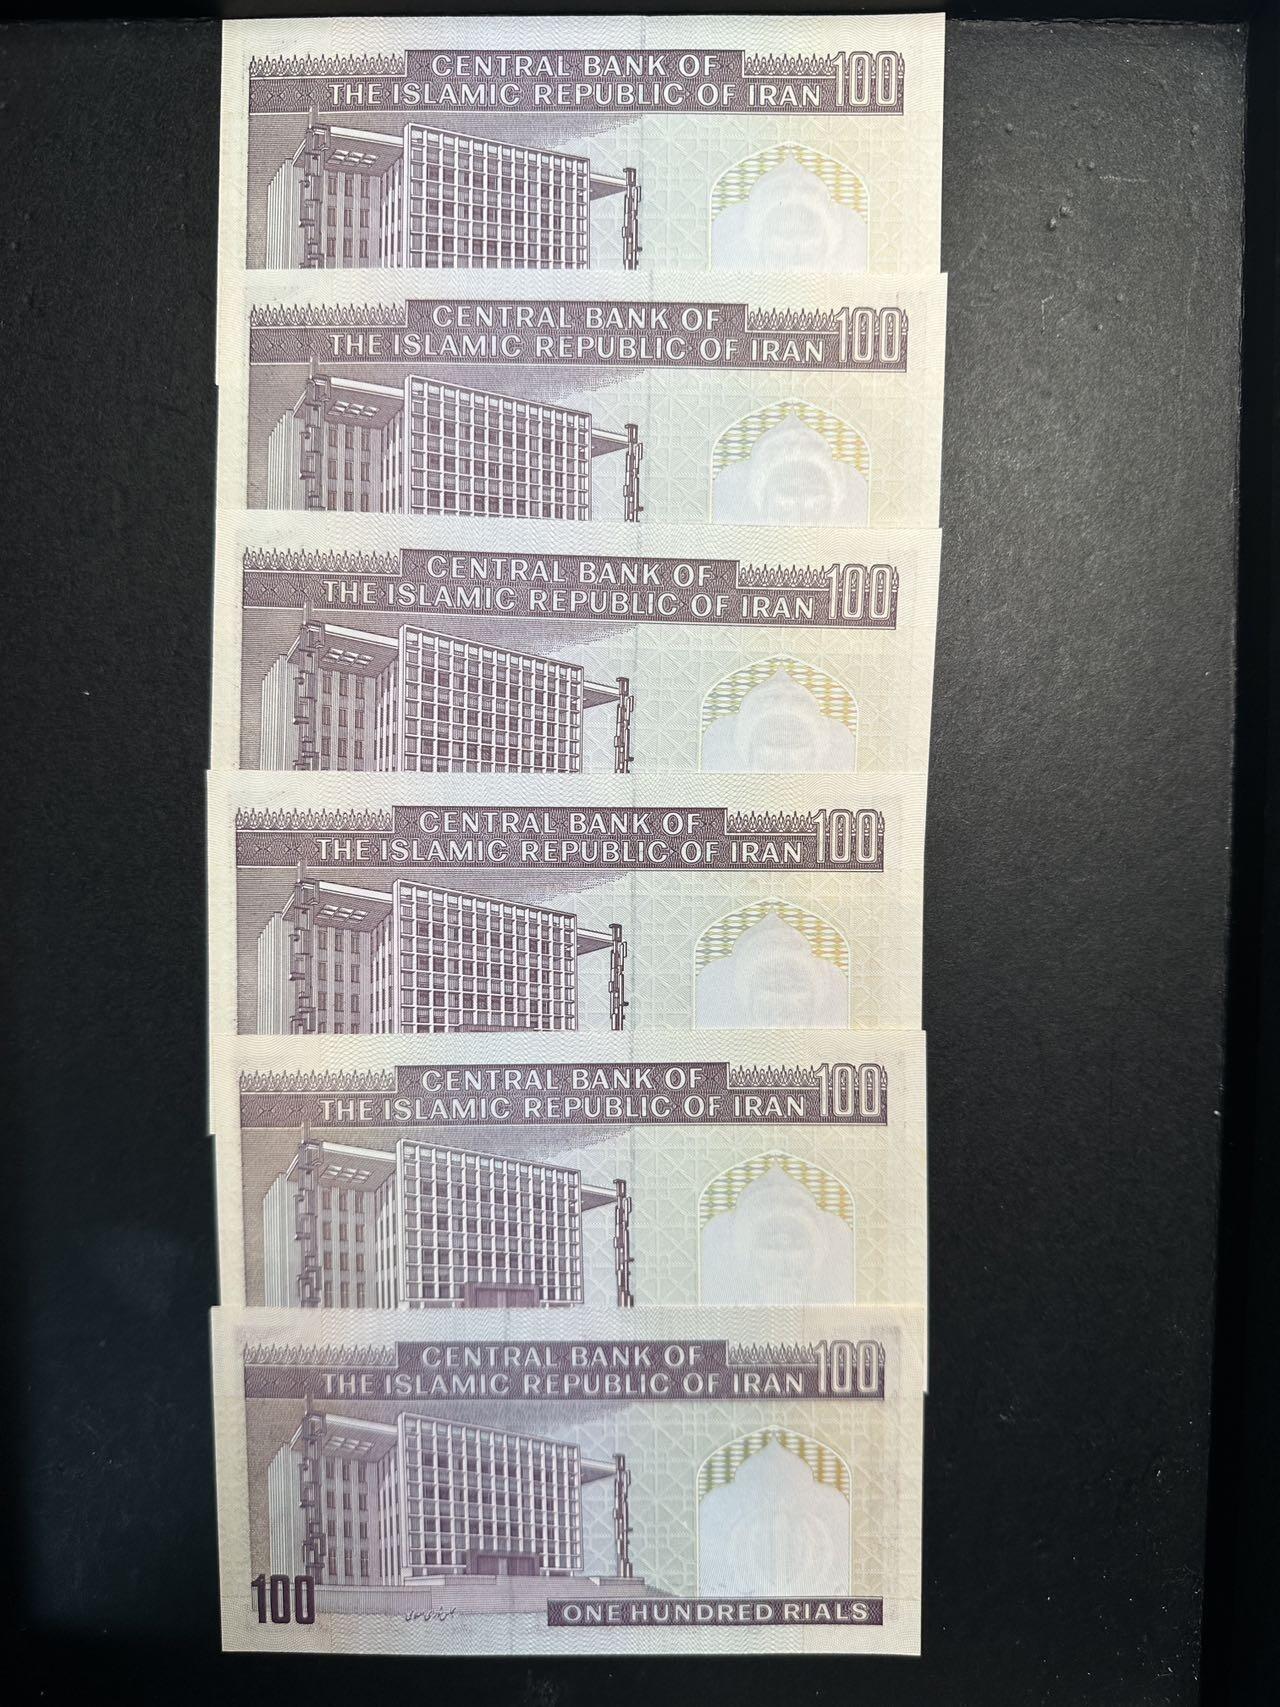 CENTRAL BANK OF
THE ISLAMIC REPUBLIC OF IRAN 100
CENTRAL BANK OF
THE ISLAMIC REPUBLIC OF IRAN 100
CENTRAL BANK OF
THE ISLAMIC REPUBLIC OF IRAN 100
CENTRAL BANK OF
THE ISLAMIC REPUBLIC OF IRAN 100
CENTRAL BANK OF
THE ISLAMIC REPUBLIC OF IRAN 100
CENTRAL BANK OF
THE ISLAMIC REPUBLIC OF IRAN 100
100
مجلس شورای اسلامی
ONE HUNDRED RIALS